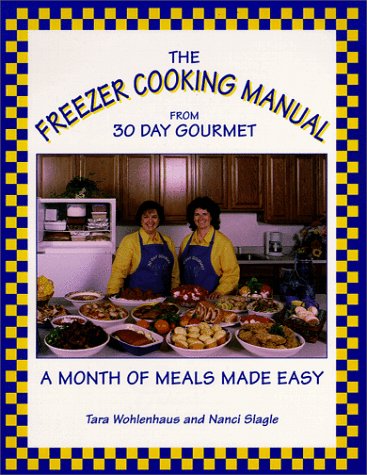 THE
FREEZER COOKING MANUAL
FROM
30 DAY GOURMET
A MONTH OF MEALS MADE EASY
Tara Wohlenhaus and Nanci Slagle